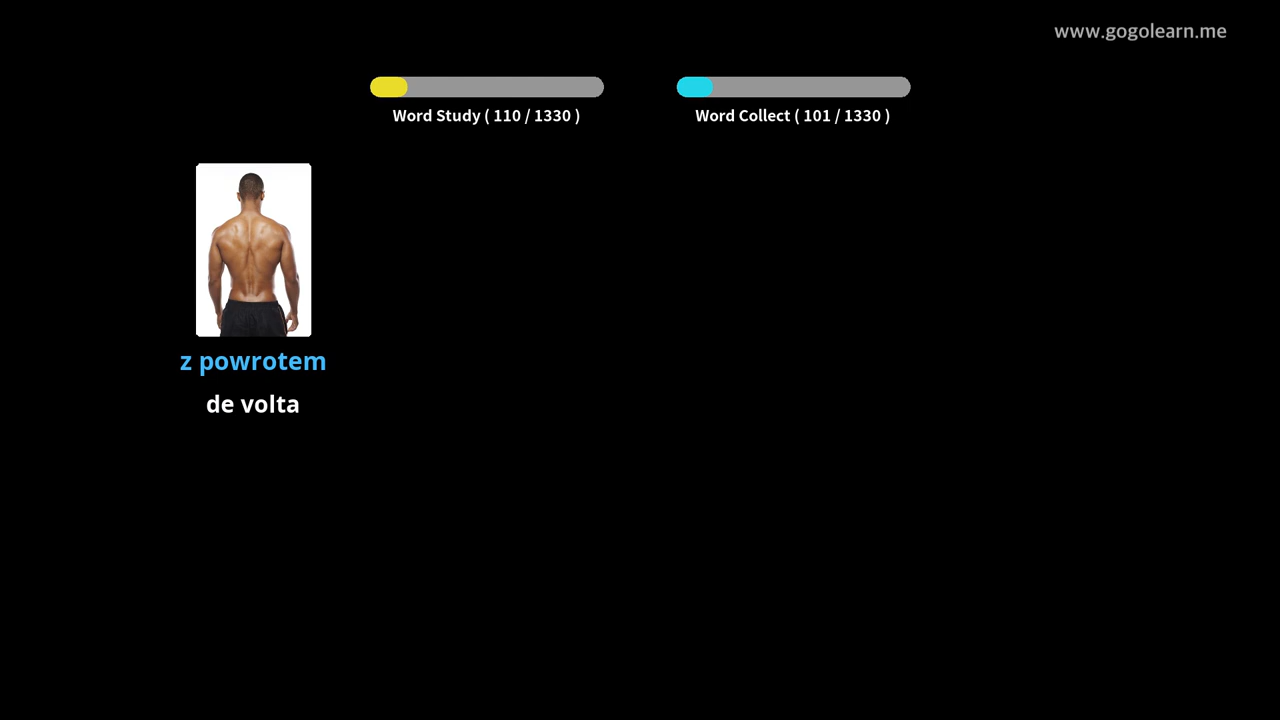 www.gogolearn.me
Word Study ( 110 / 1330 )
Word Collect ( 101 / 1330 )
z powrotem
de volta